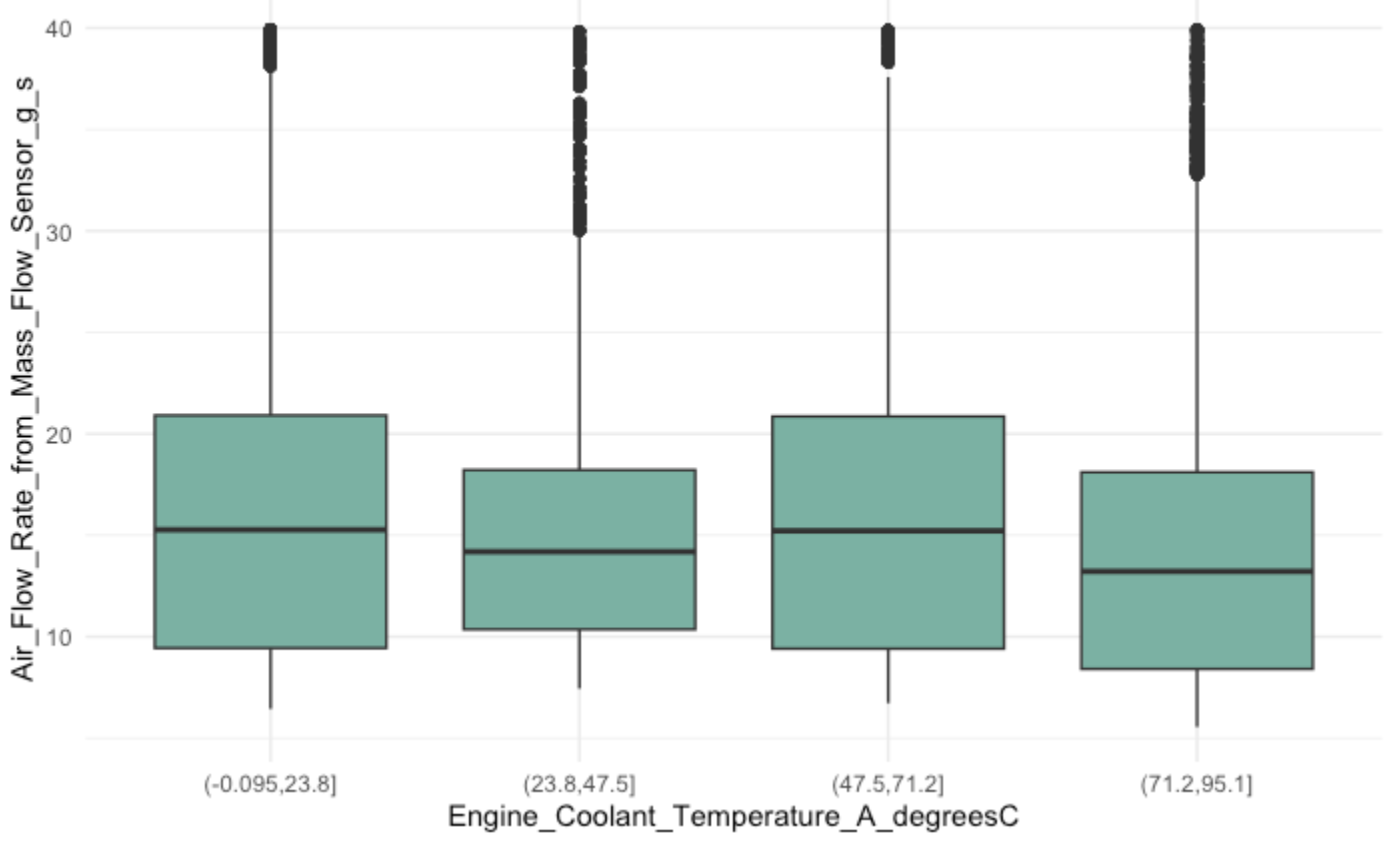 Air_Flow_Rate_from_Mass_Flow_Sensor_g_s
40
30
20
10
(-0.095,23.8] (23.8,47.5] (47.5,71.2] (71.2,95.1]
Engine_Coolant_Temperature_A_degreesC